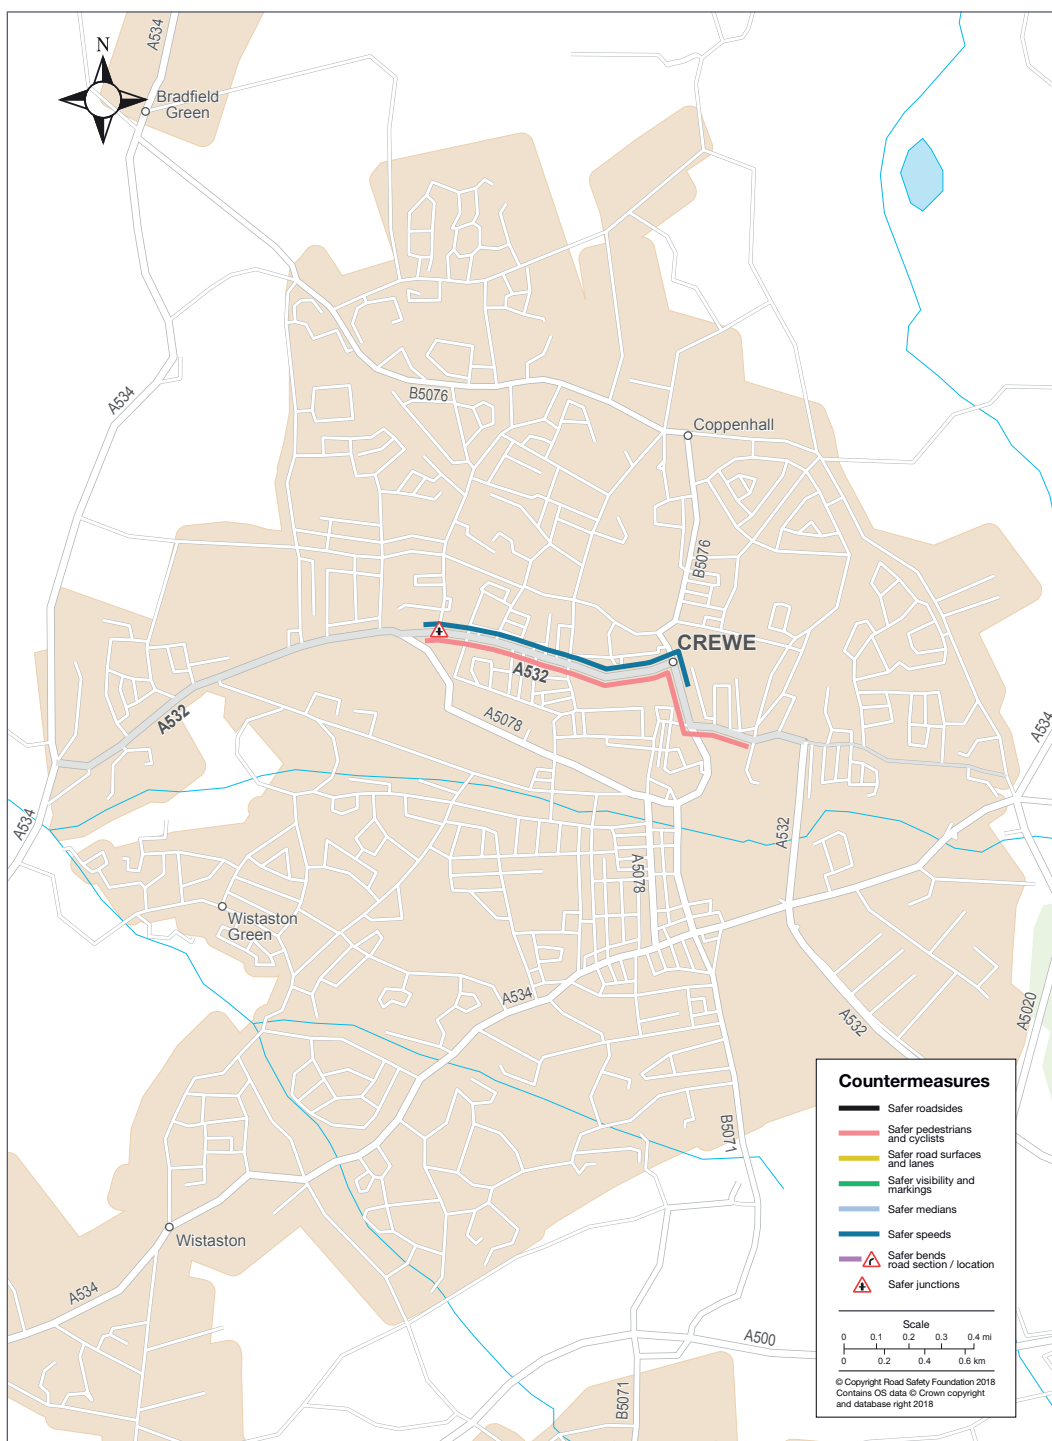 A534
N
Bradfield
Green
A534
B5076
Coppenhall
B5076
CREWE
A532
A532
A5078
A534
A534
A532
A5078
Wistaston
Green
A534
A532
A5020
B5071
Wistaston
A534
A500
B5071
Countermeasures
Safer roadsides
Safer pedestrians
and cyclists
Safer road surfaces
and lanes
Safer visibility and
markings
Safer medians
Safer speeds
Safer bends
road section / location
Safer junctions
Scale
0 0.1 0.2 0.3 0.4 mi
0 0.2 0.4 0.6 km
© Copyright Road Safety Foundation 2018
Contains OS data © Crown copyright
and database right 2018